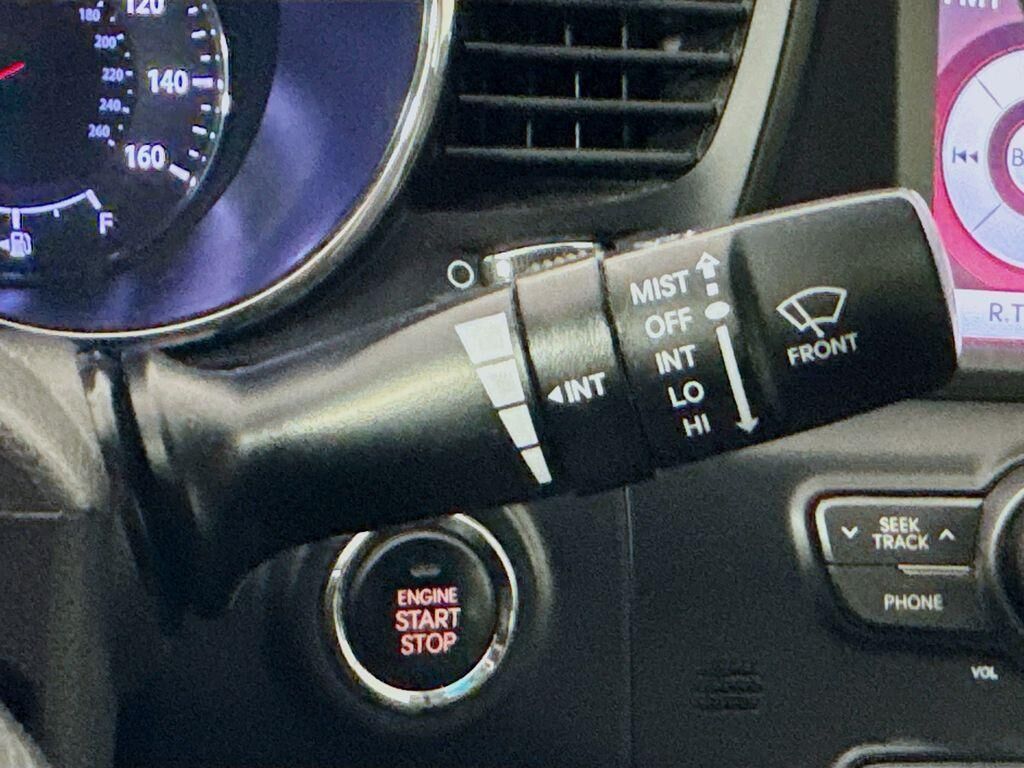 120
140
160
180
200
220
240
260
F
O
MIST
OFF
INT
LO
HI
INT
FRONT
ENGINE
START
STOP
SEEK
TRACK
PHONE
VOL
R.T
B